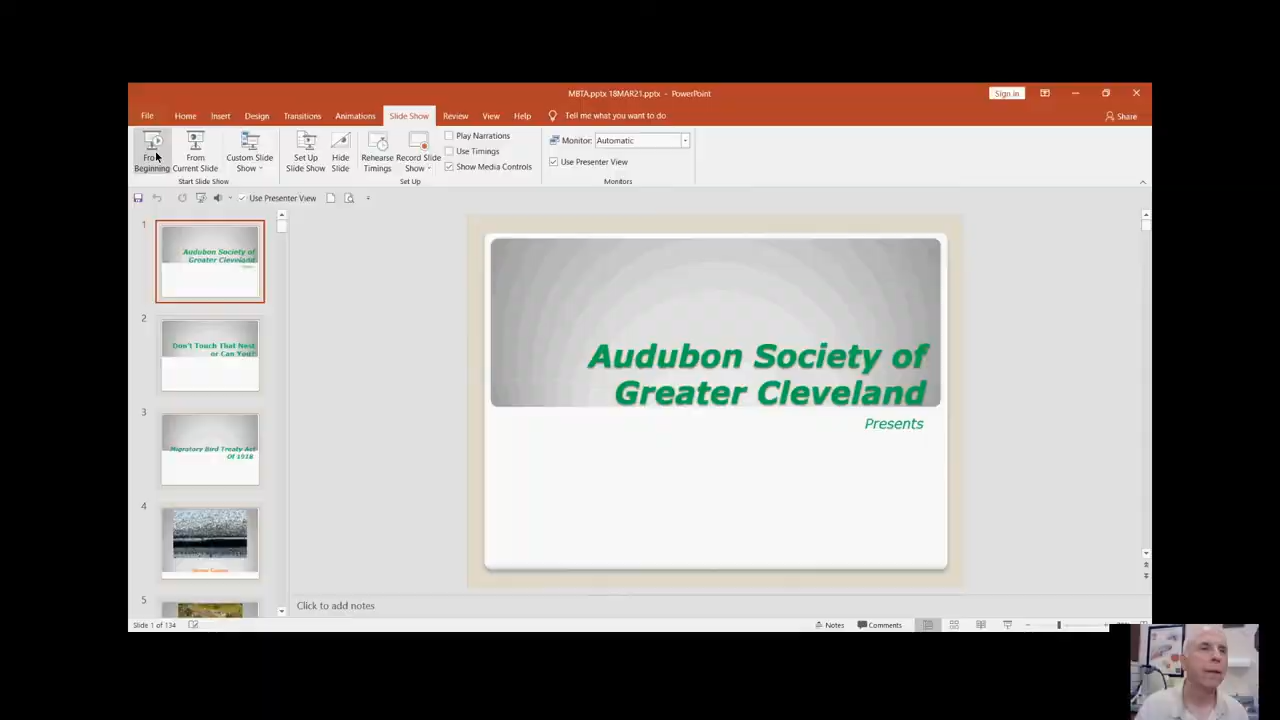 MBTA.pptx 18MAR21.pptx - PowerPoint
Sign in
File Home Insert Design Transitions Animations Slide Show Review View Help Tell me what you want to do Share
From Beginning
From Current Slide
Custom Slide Show
Start Slide Show
Set Up Slide Show
Hide Slide
Rehearse Timings
Record Slide Show
Play Narrations
Use Timings
Show Media Controls
Set Up
Monitor: Automatic
Use Presenter View
Monitors
Use Presenter View
1
Audubon Society of
Greater Cleveland
2
Don't Touch That Nest
or Can You?
3
Migratory Bird Treaty Act
Of 1918
4
5
Audubon Society of
Greater Cleveland
Presents
Click to add notes
Slide 1 of 134
Notes
Comments